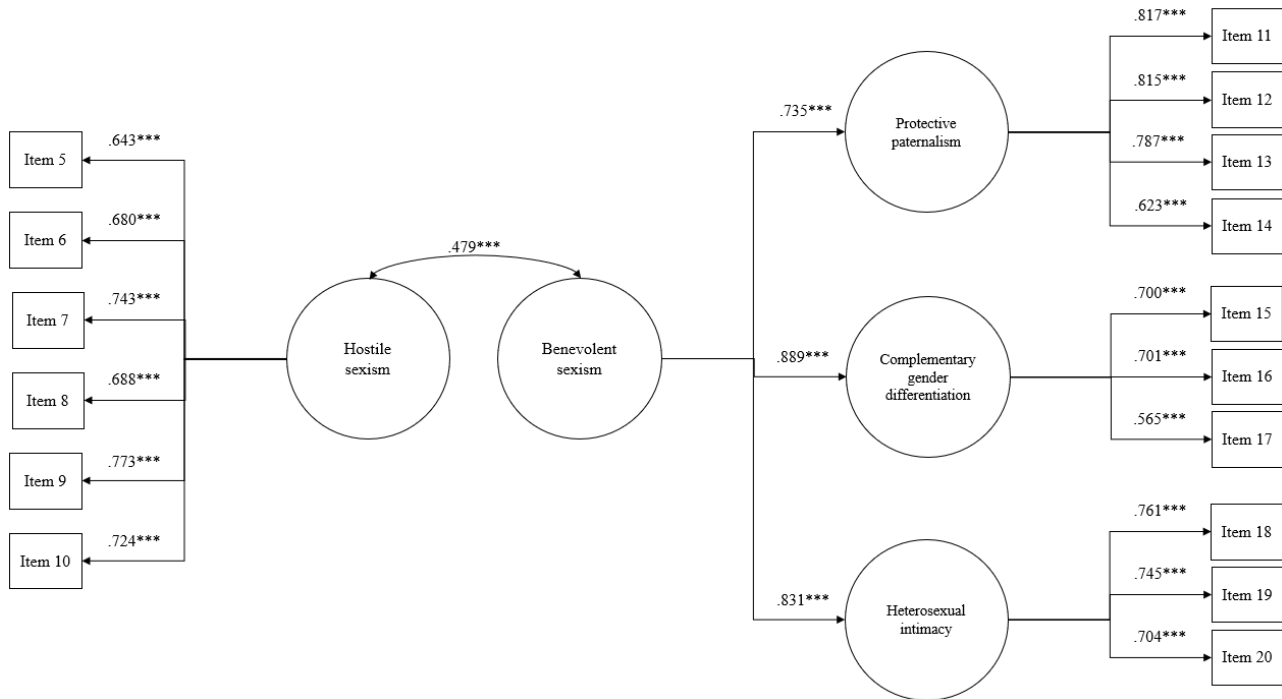 .643***
Item 5
.680***
Item 6
.743***
Item 7
.688***
Item 8
.773***
Item 9
.724***
Item 10
Hostile
sexism
.479***
Benevolent
sexism
.735***
Protective
paternalism
.889***
Complementary
gender
differentiation
.831***
Heterosexual
intimacy
.817***
Item 11
.815***
Item 12
.787***
Item 13
.623***
Item 14
.700***
Item 15
.701***
Item 16
.565***
Item 17
.761***
Item 18
.745***
Item 19
.704***
Item 20